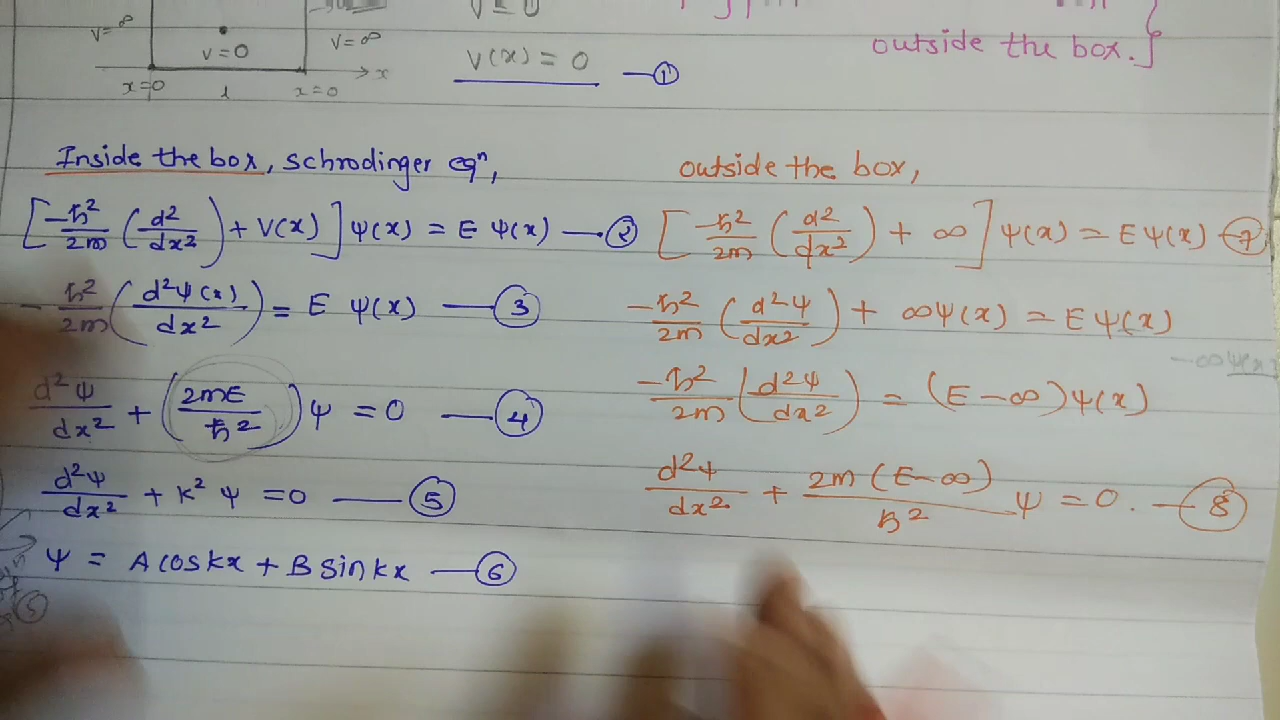 V=∞
V=0
V=∞
x=0
l
x=0
x
V(x) = 0 —①
outside the box.}
Inside the box, schrodinger eqⁿ,
[-ħ²/2m (d²/dx²) + V(x)] ψ(x) = E ψ(x) —②
-ħ²/2m (d²ψ(x)/dx²) = E ψ(x) —③
d²ψ/dx² + (2mE/ħ²) ψ = 0 —④
d²ψ/dx² + k² ψ = 0 —⑤
ψ = A cos kx + B sin kx —⑥
outside the box,
[-ħ²/2m (d²/dx²) + ∞] ψ(x) = E ψ(x) —⑦
-ħ²/2m (d²ψ/dx²) + ∞ψ(x) = E ψ(x)
-∞ψ(x)
-ħ²/2m (d²ψ/dx²) = (E - ∞) ψ(x)
d²ψ/dx² + 2m(E-∞)/ħ² ψ = 0. —⑧